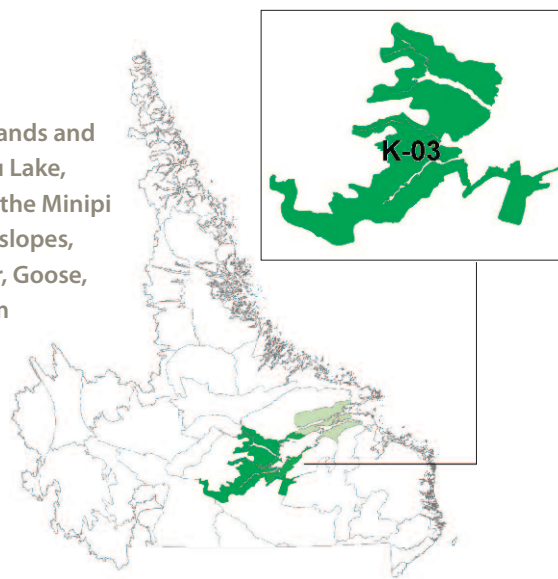 ands and
Lake,
the Minipi
slopes,
r, Goose,
K-03